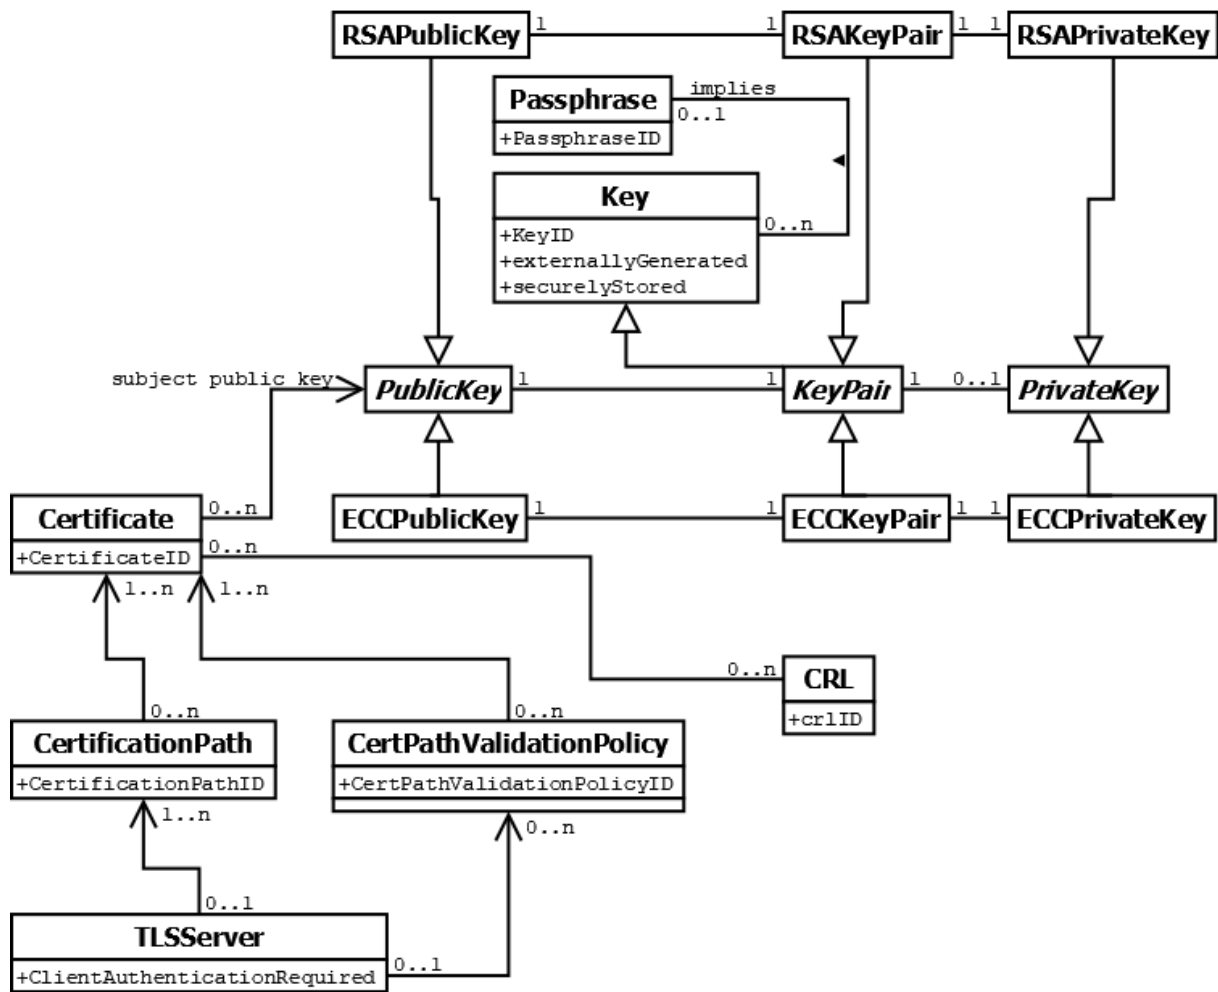 RSAPublicKey 1 1 RSAKeyPair 1 1 RSAPrivateKey
implies
Passphrase
0..1
+PassphraseID
Key
0..n
+KeyID
+externallyGenerated
+securelyStored
subject public key
PublicKey 1 1 KeyPair 1 0..1 PrivateKey
0..n
Certificate
ECCPublicKey 1 1 ECCKeyPair 1 1 ECCPrivateKey
0..n
+CertificateID
1..n 1..n
0..n
CRL
+crlID
0..n 0..n
CertificationPath CertPathValidationPolicy
+CertificationPathID +CertPathValidationPolicyID
1..n 0..n
0..1
TLSServer
0..1
+ClientAuthenticationRequired